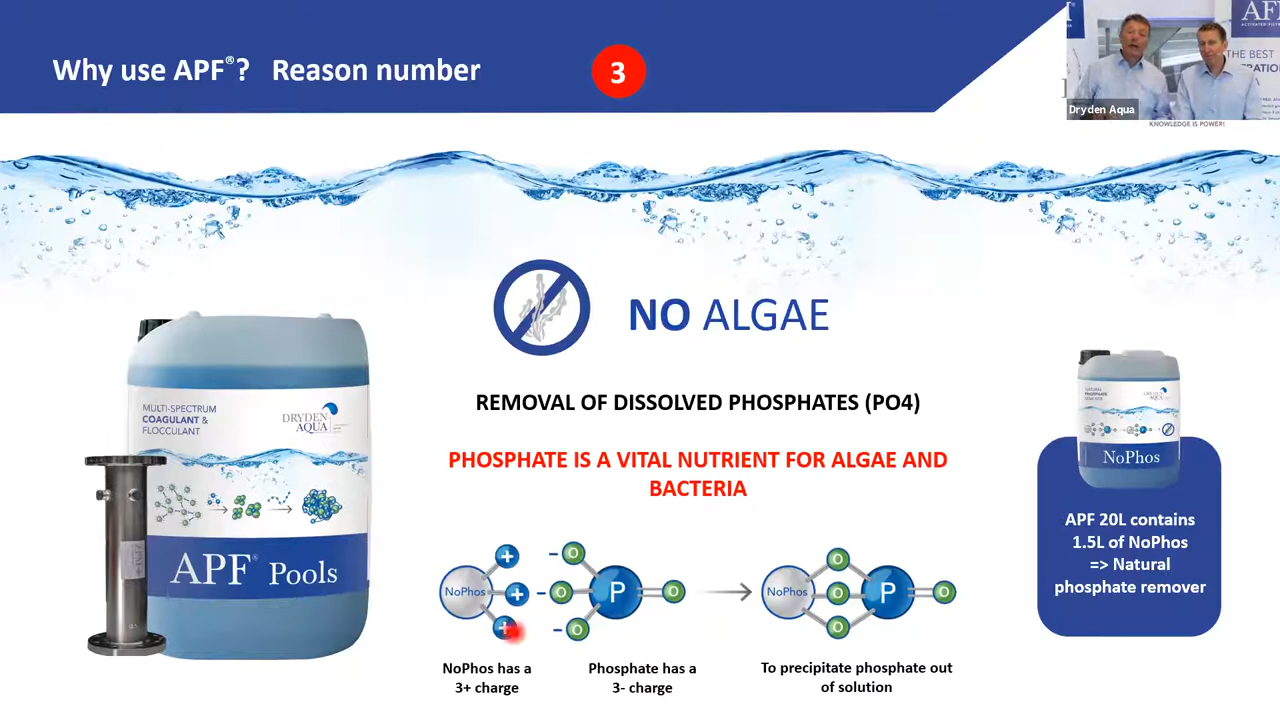 Why use APF®? Reason number
3
AP
THE BEST
Dryden Aqua
KNOWLEDGE IS POWER!
NO ALGAE
REMOVAL OF DISSOLVED PHOSPHATES (PO4)
PHOSPHATE IS A VITAL NUTRIENT FOR ALGAE AND
BACTERIA
MULTI-SPECTRUM
COAGULANT &
FLOCCULANT
DRYDEN
AQUA
APF® Pools
NoPhos
+
+
+
-
-
-
O
O
O
P
O
NoPhos
O
O
O
P
O
NoPhos has a
3+ charge
Phosphate has a
3- charge
To precipitate phosphate out
of solution
NoPhos
APF 20L contains
1.5L of NoPhos
=> Natural
phosphate remover